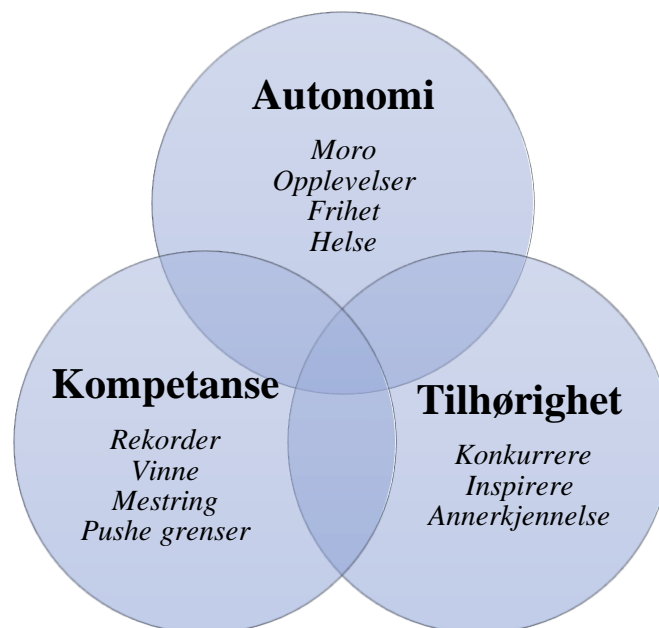 Autonomi
Moro
Opplevelser
Frihet
Helse
Kompetanse
Rekorder
Vinne
Mestring
Pushe grenser
Tilhørighet
Konkurrere
Inspirere
Annerkjennelse